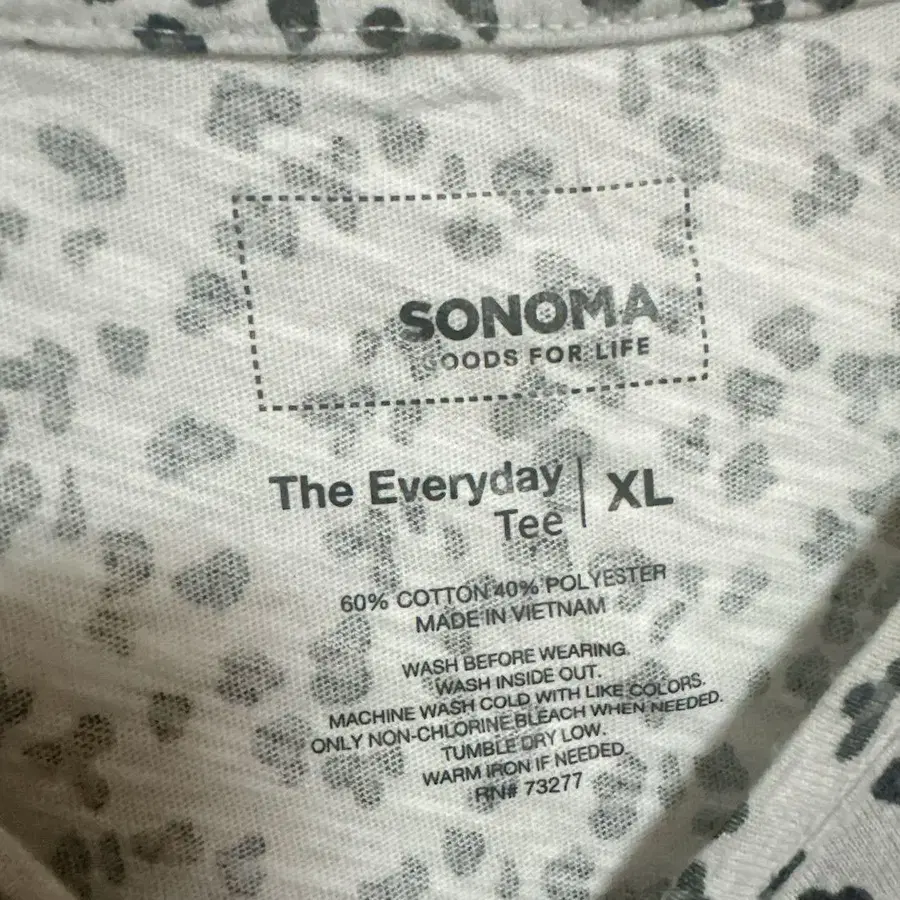 SONOMA
GOODS FOR LIFE
The Everyday
Tee | XL
60% COTTON 40% POLYESTER
MADE IN VIETNAM
WASH BEFORE WEARING.
WASH INSIDE OUT.
MACHINE WASH COLD WITH LIKE COLORS.
ONLY NON-CHLORINE BLEACH WHEN NEEDED.
TUMBLE DRY LOW.
WARM IRON IF NEEDED.
RN# 73277